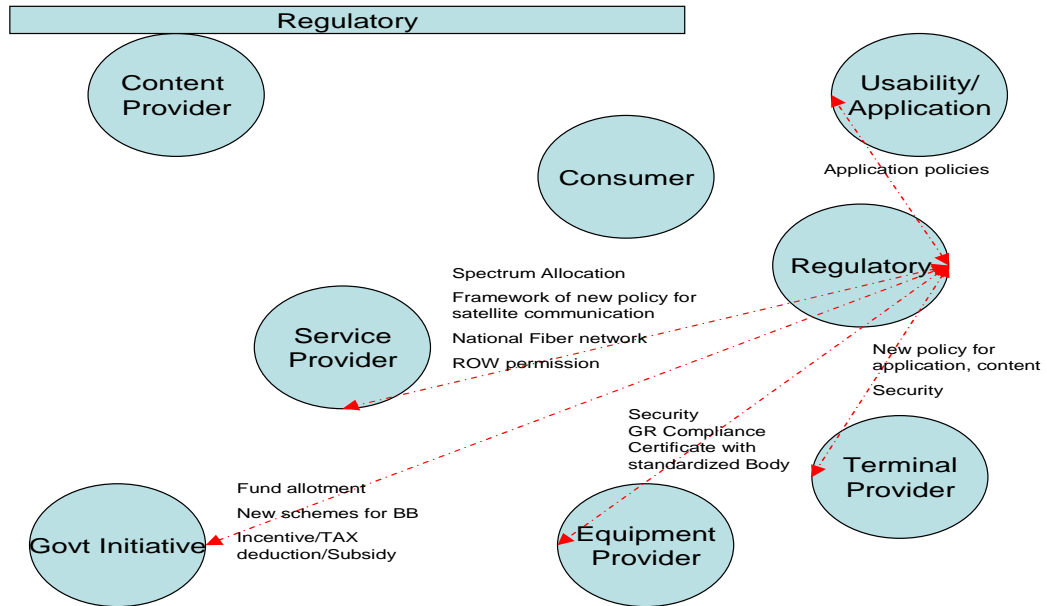 Regulatory
Content
Provider
Usability/
Application
Consumer
Application policies
Regulatory
Spectrum Allocation
Framework of new policy for
satellite communication
National Fiber network
ROW permission
Service
Provider
New policy for
application, content
Security
Security
GR Compliance
Certificate with
standardized Body
Terminal
Provider
Fund allotment
New schemes for BB
Incentive/TAX
deduction/Subsidy
Govt Initiative
Equipment
Provider